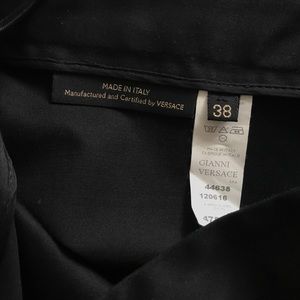 MADE IN ITALY
Manufactured and Certified by VERSACE
38
GIANNI
VERSACE
44638
120616